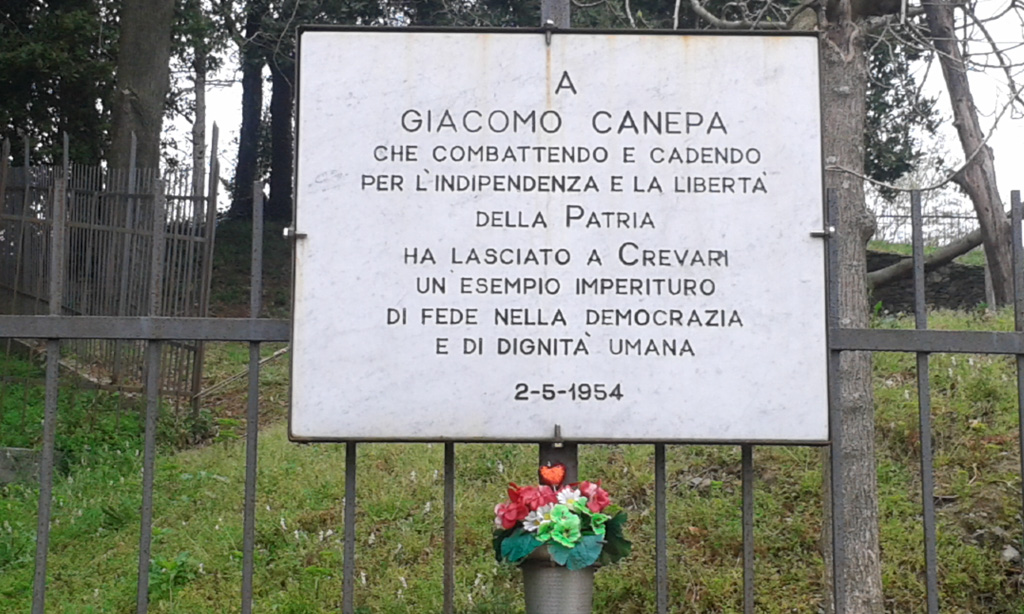 A
GIACOMO CANEPA
CHE COMBATTENDO E CADENDO
PER L'INDIPENDENZA E LA LIBERTÀ
DELLA PATRIA
HA LASCIATO A CREVARI
UN ESEMPIO IMPERITURO
DI FEDE NELLA DEMOCRAZIA
E DI DIGNITÀ UMANA
2-5-1954